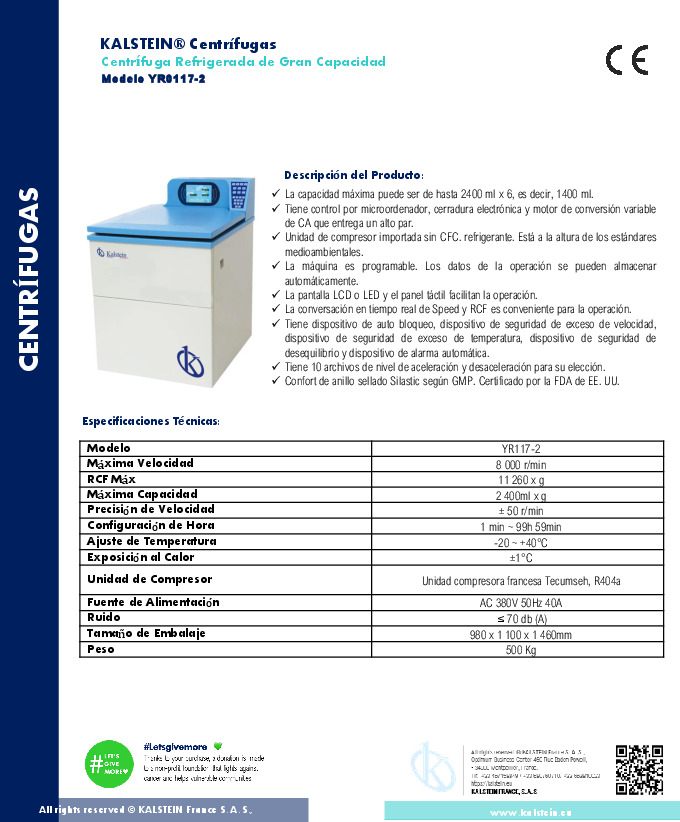 KALSTEIN® Centrífugas
Centrífuga Refrigerada de Gran Capacidad
Modelo YR0117-2
CE
CENTRÍFUGAS
Kalstein
Descripción del Producto:
✓ La capacidad máxima puede ser de hasta 2400 ml x 6, es decir, 1400 ml.
✓ Tiene control por microordenador, cerradura electrónica y motor de conversión variable
de CA que entrega un alto par.
✓ Unidad de compresor importada sin CFC. refrigerante. Está a la altura de los estándares
medioambientales.
✓ La máquina es programable. Los datos de la operación se pueden almacenar
automáticamente.
✓ La pantalla LCD o LED y el panel táctil facilitan la operación.
✓ La conversación en tiempo real de Speed y RCF es conveniente para la operación.
✓ Tiene dispositivo de auto bloqueo, dispositivo de seguridad de exceso de velocidad,
dispositivo de seguridad de exceso de temperatura, dispositivo de seguridad de
desequilibrio y dispositivo de alarma automática.
✓ Tiene 10 archivos de nivel de aceleración y desaceleración para su elección.
✓ Confort de anillo sellado Silastic según GMP. Certificado por la FDA de EE. UU.
Especificaciones Técnicas:
Modelo YR117-2
Máxima Velocidad 8 000 r/min
RCF Máx 11 260 x g
Máxima Capacidad 2 400ml x g
Precisión de Velocidad ± 50 r/min
Configuración de Hora 1 min ~ 99h 59min
Ajuste de Temperatura -20 ~ +40°C
Exposición al Calor ±1°C
Unidad de Compresor Unidad compresora francesa Tecumseh, R404a
Fuente de Alimentación AC 380V 50Hz 40A
Ruido ≤ 70 db (A)
Tamaño de Embalaje 980 x 1 100 x 1 460mm
Peso 500 Kg
# LET'S
GIVE
MORE
#Letsgivemore
Thanks to your purchase, a donation is made
to a non-profit foundation that fights against
cancer and helps vulnerable communities
All rights reserved ® KALSTEIN France S. A. S.,
https://kalstein.eu
KALSTEIN FRANCE, S.A.S
All rights reserved © KALSTEIN France S.A.S.,
www.kalstein.eu